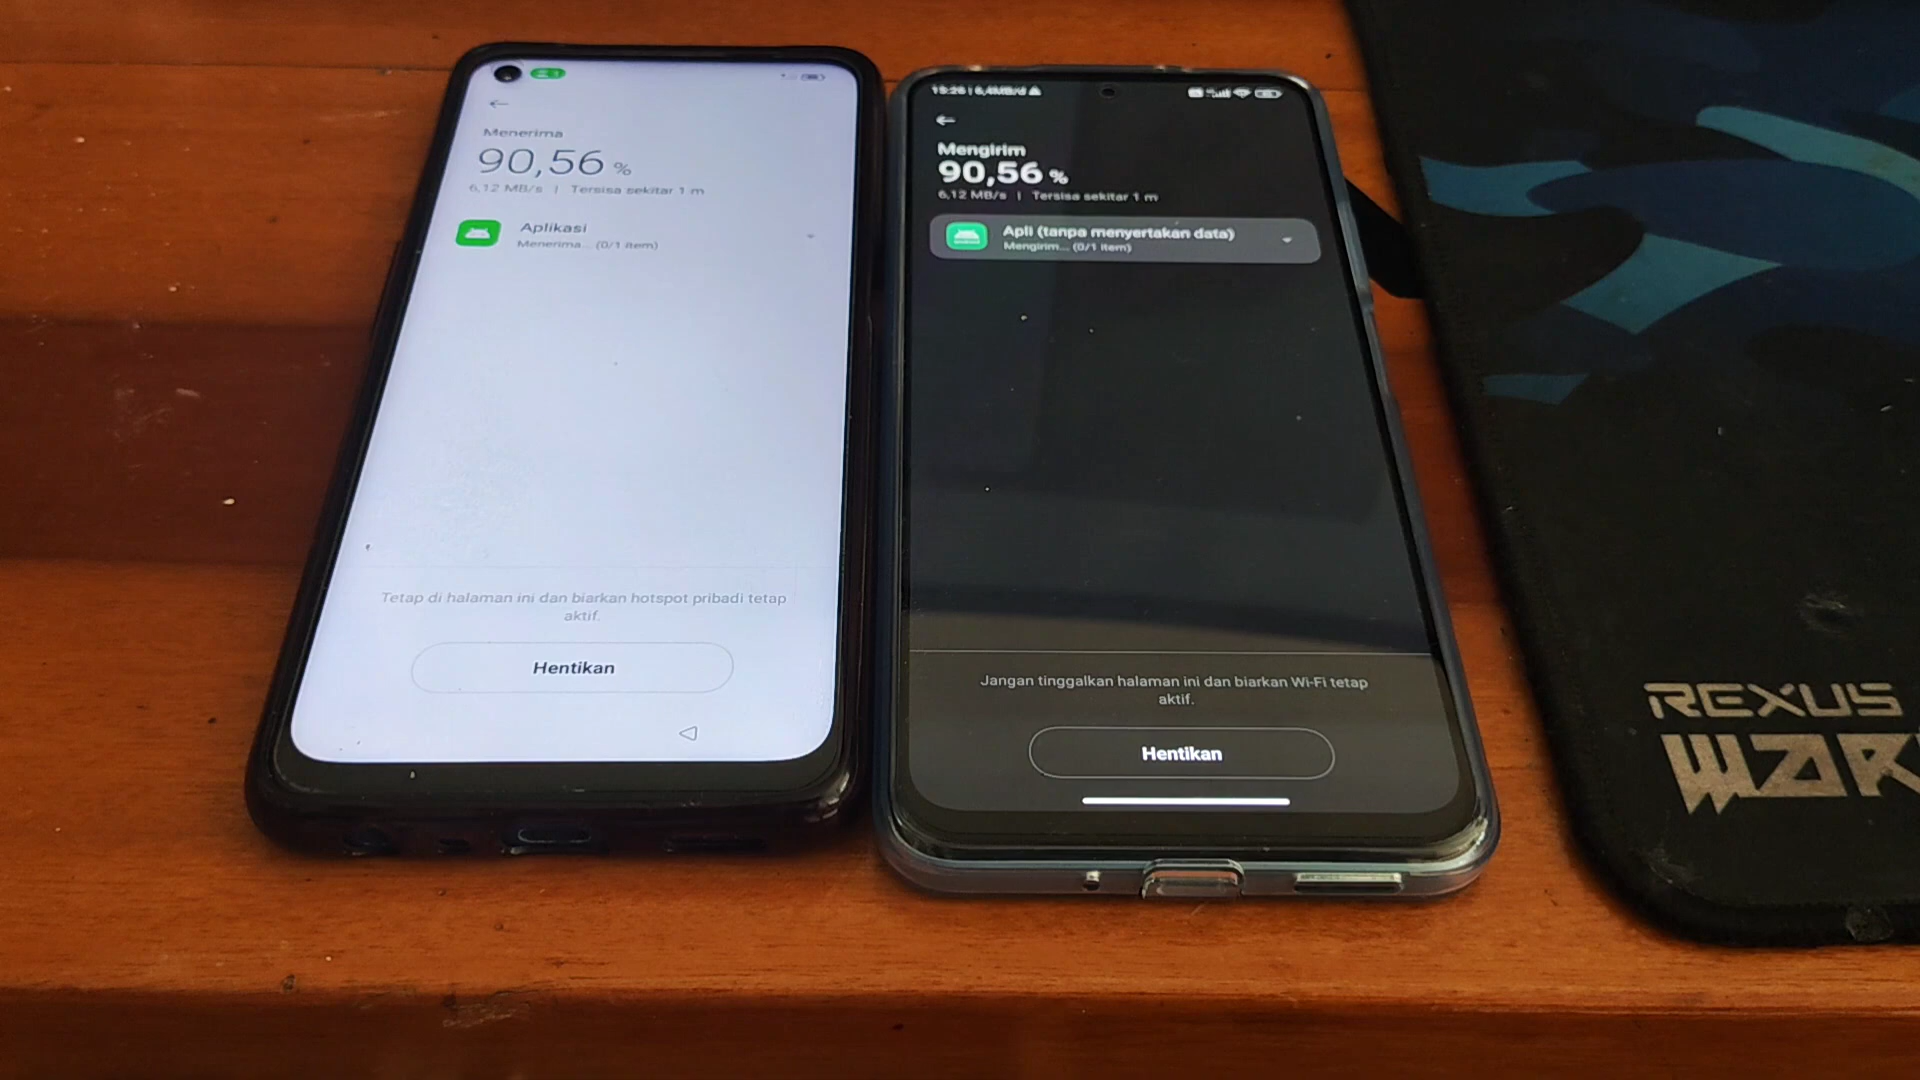 Menerima
90,56 %
6,12 MB/s | Tersisa sekitar 1 m
Aplikasi
Menerima... (0/1 item)
Tetap di halaman ini dan biarkan hotspot pribadi tetap
aktif.
Hentikan
Mengirim
90,56 %
6,12 MB/s | Tersisa sekitar 1 m
Apli (tanpa menyertakan data)
Mengirim... (0/1 item)
Jangan tinggalkan halaman ini dan biarkan Wi-Fi tetap
aktif.
Hentikan
REXUS